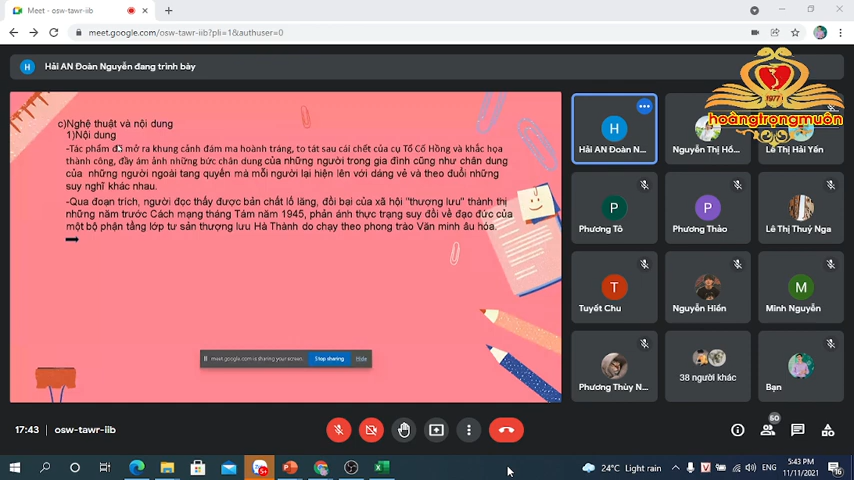 Meet - osw-tawr-iib
meet.google.com/osw-tawr-iib?pli=1&authuser=0
H
Hải AN Đoàn Nguyễn đang trình bày
1977
hoàngtrongmuôn
c)Nghệ thuật và nội dung
1)Nội dung
-Tác phẩm đã mở ra khung cảnh đám ma hoành tráng, to tát sau cái chết của cụ Tổ Cố Hồng và khắc họa
thành công, đầy ám ảnh những bức chân dung của những người trong gia đình cũng như chân dung
của những người ngoài tang quyến mà mỗi người lại hiện lên với dáng vẻ và theo đuổi những
suy nghĩ khác nhau.
-Qua đoạn trích, người đọc thấy được bản chất lố lăng, đồi bại của xã hội "thượng lưu" thành thị
những năm trước Cách mạng tháng Tám năm 1945, phản ánh thực trạng suy đồi về đạo đức của
một bộ phận tầng lớp tư sản thượng lưu Hà Thành do chạy theo phong trào Văn minh âu hóa.
meet.google.com is sharing your screen.
Stop sharing
Hide
H
Hải AN Đoàn N...
Nguyễn Thị Hồ...
Lê Thị Hải Yến
P
Phương Tô
P
Phương Thảo
Lê Thị Thuý Nga
T
Tuyết Chu
Nguyễn Hiến
M
Minh Nguyễn
Phương Thùy N...
38 người khác
Bạn
17:43
osw-tawr-iib
60
5+
24°C Light rain
ENG
5:43 PM
11/11/2021
16